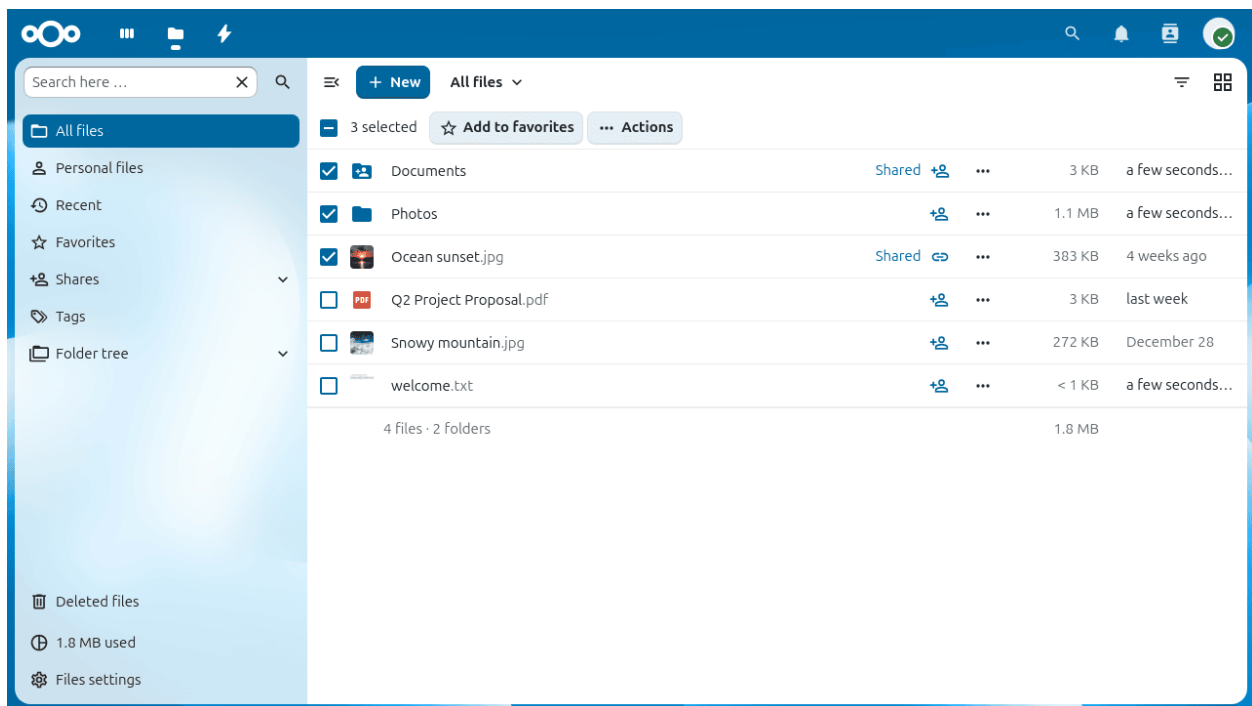 Search here ...
New
All files
All files
3 selected
Add to favorites
Actions
Personal files
Recent
Favorites
Shares
Tags
Folder tree
Documents Shared 3 KB a few seconds...
Photos 1.1 MB a few seconds...
Ocean sunset.jpg Shared 383 KB 4 weeks ago
PDF Q2 Project Proposal.pdf 3 KB last week
Snowy mountain.jpg 272 KB December 28
welcome.txt < 1 KB a few seconds...
4 files · 2 folders 1.8 MB
Deleted files
1.8 MB used
Files settings